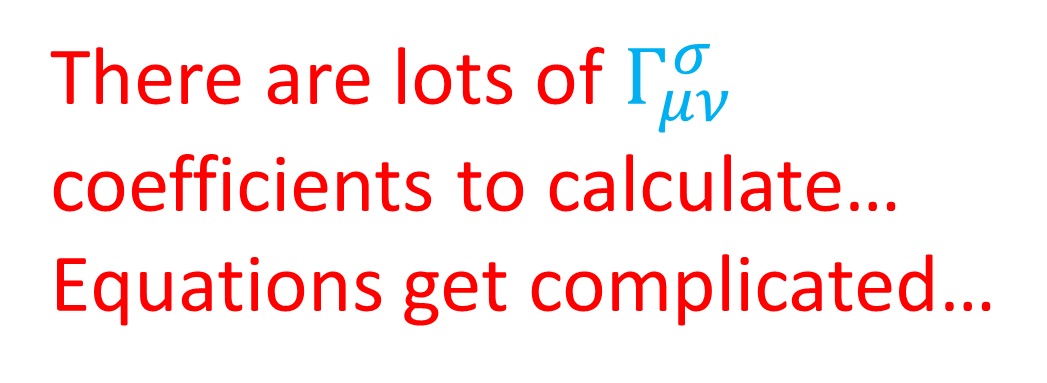 There are lots of Γ^σ_μν
coefficients to calculate…
Equations get complicated…